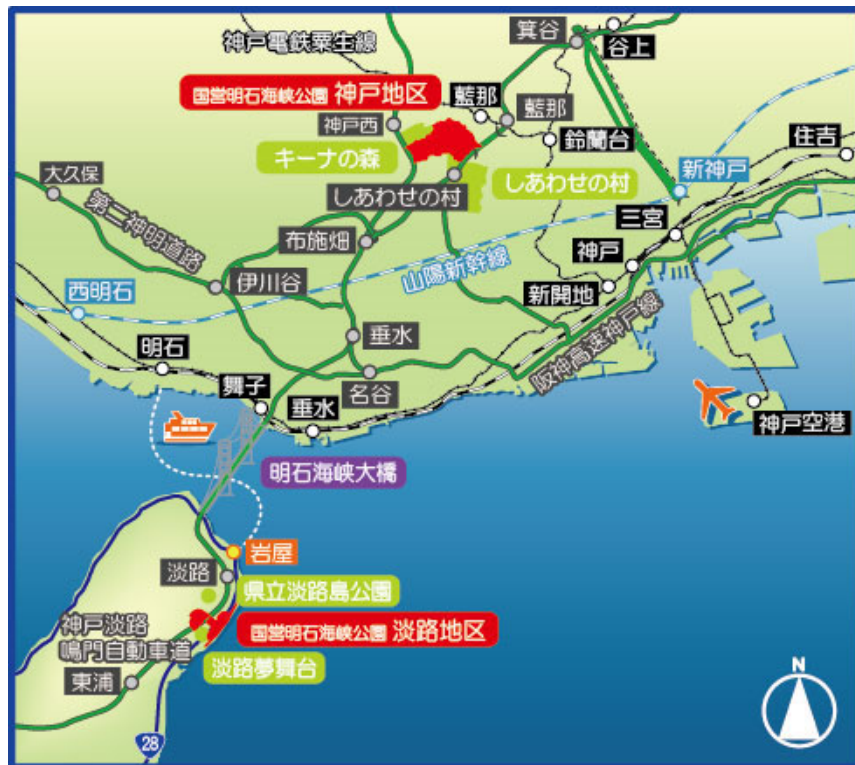 箕谷
谷上
神戸電鉄粟生線
国営明石海峡公園 神戸地区
藍那
藍那
神戸西
鈴蘭台
住吉
キーナの森
新神戸
大久保
しあわせの村
しあわせの村
第二神明道路
布施畑
三宮
神戸
山陽新幹線
伊川谷
新開地
西明石
垂水
阪神高速神戸線
明石
名谷
舞子
垂水
神戸空港
明石海峡大橋
岩屋
淡路
県立淡路島公園
神戸淡路
鳴門自動車道
国営明石海峡公園 淡路地区
淡路夢舞台
東浦
28
N